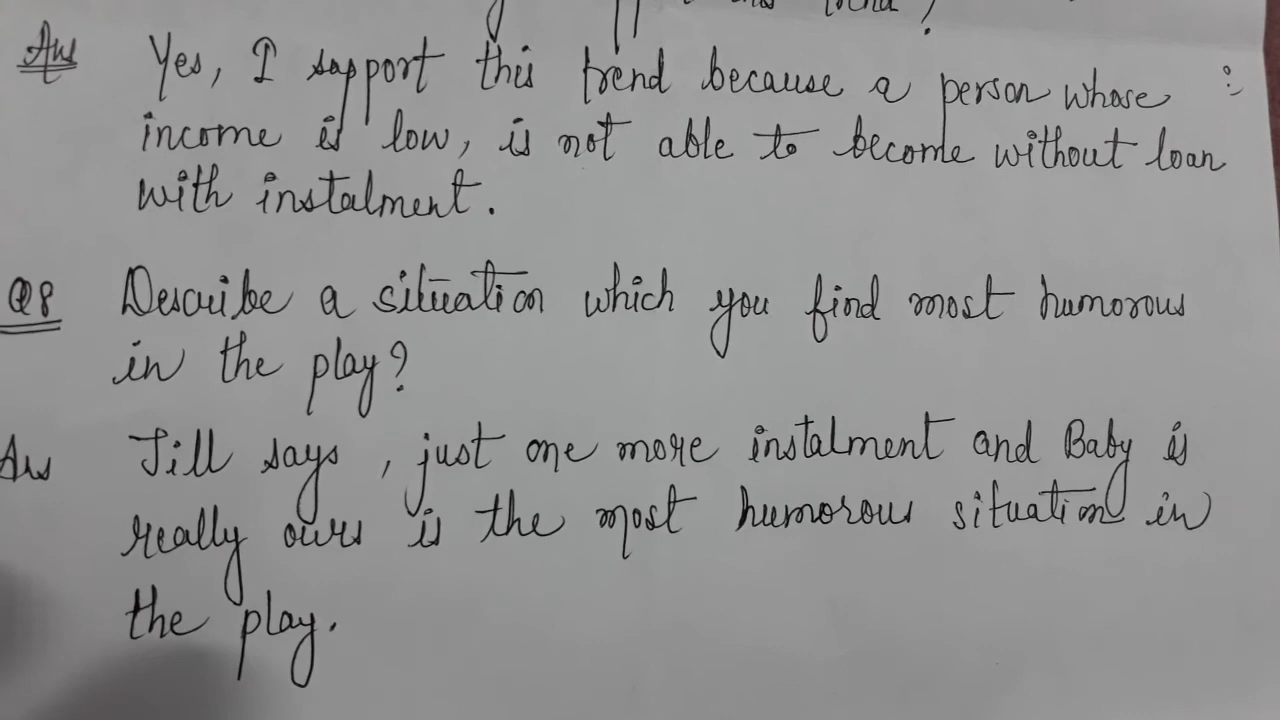 this trend?
Ans Yes, I support this trend because a person whose :
income is low, is not able to become without loan
with instalment.
Q8 Describe a situation which you find most humorous
in the play?
Ans Jill says, just one more instalment and Baby is
really ours is the most humorous situation in
the play.